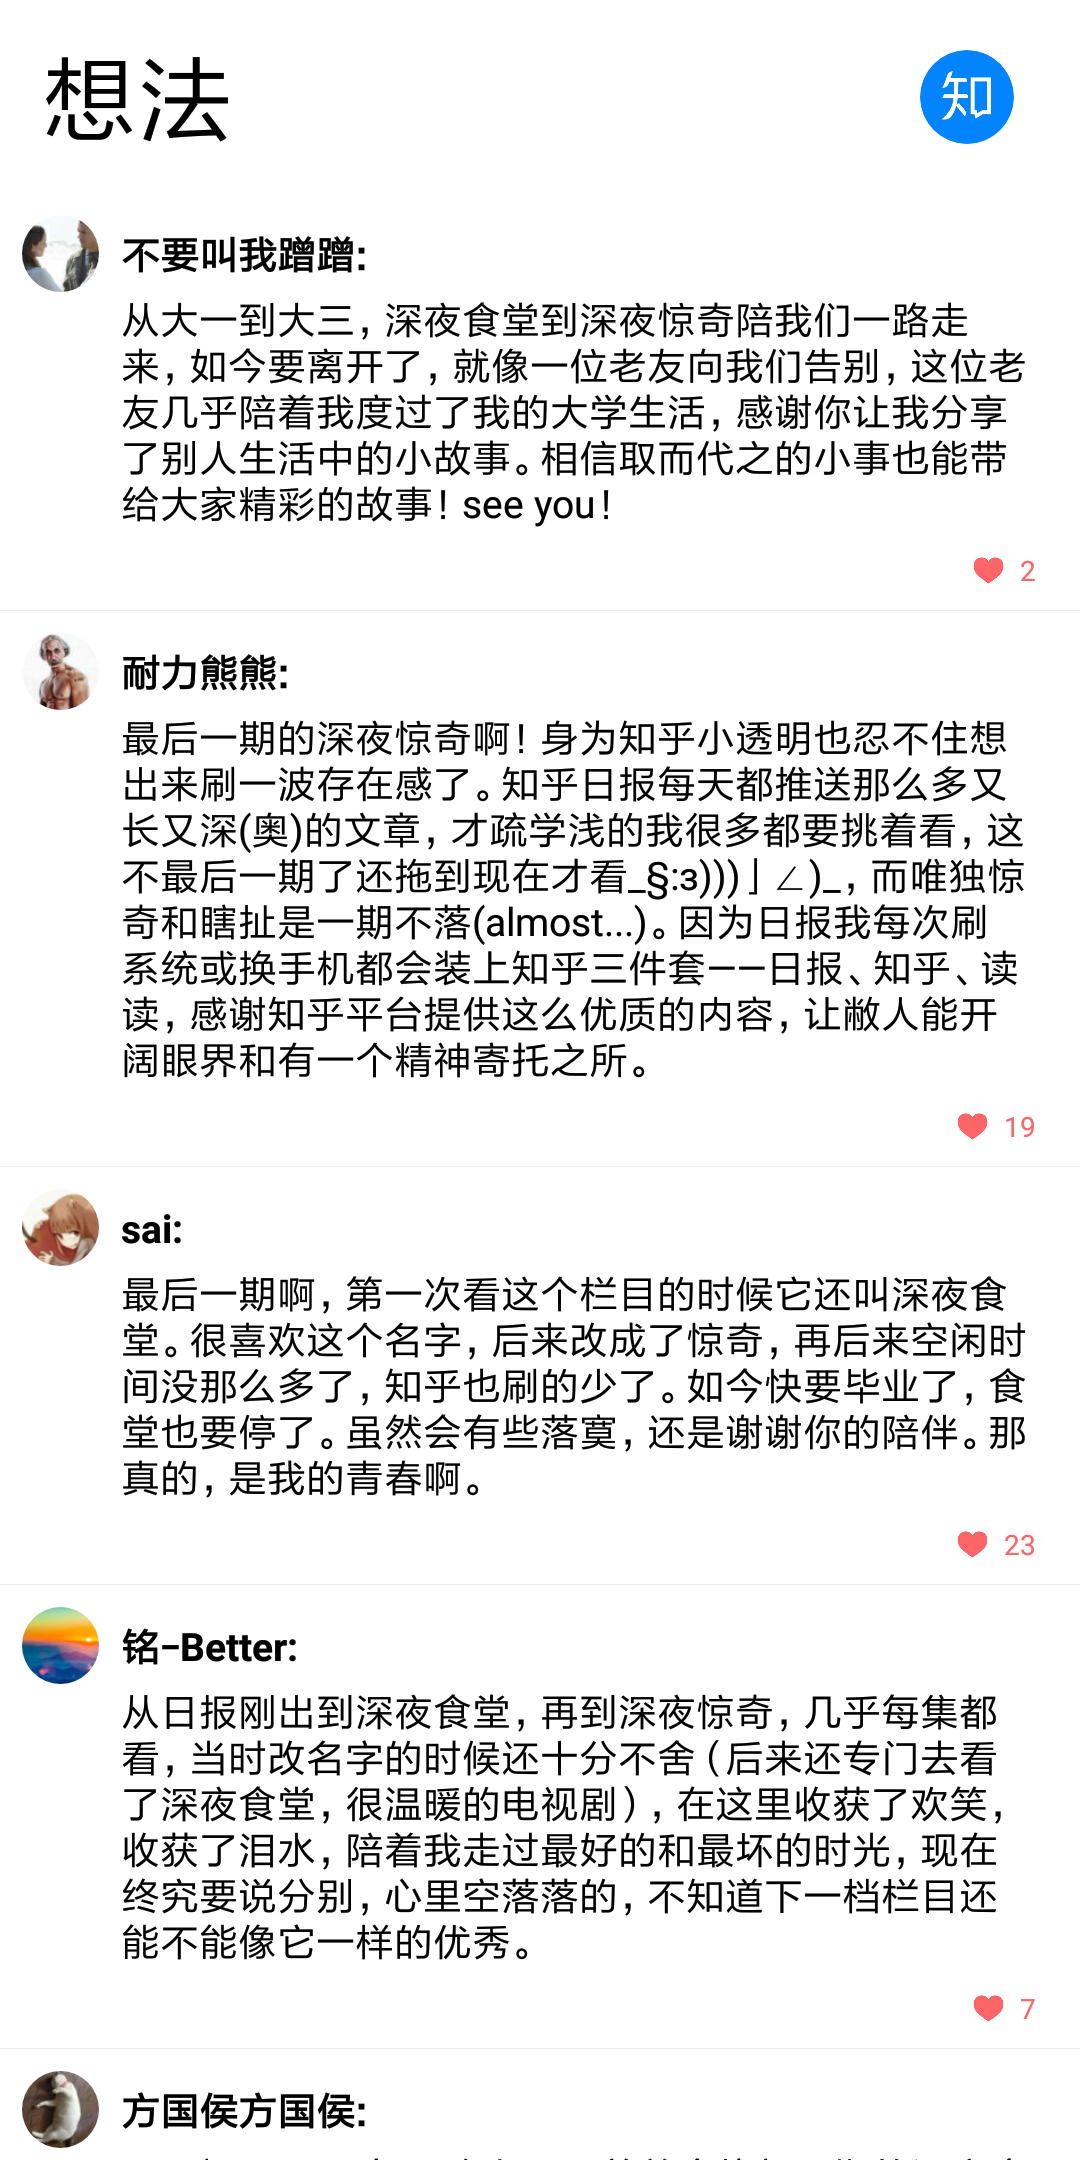 想法
知
不要叫我蹭蹭:
从大一到大三，深夜食堂到深夜惊奇陪我们一路走
来，如今要离开了，就像一位老友向我们告别，这位老
友几乎陪着我度过了我的大学生活，感谢你让我分享
了别人生活中的小故事。相信取而代之的小事也能带
给大家精彩的故事！see you！
2
耐力熊熊:
最后一期的深夜惊奇啊！身为知乎小透明也忍不住想
出来刷一波存在感了。知乎日报每天都推送那么多又
长又深(奥)的文章，才疏学浅的我很多都要挑着看，这
不最后一期了还拖到现在才看_§:з)))」∠)_，而唯独惊
奇和瞎扯是一期不落(almost...)。因为日报我每次刷
系统或换手机都会装上知乎三件套——日报、知乎、读
读，感谢知乎平台提供这么优质的内容，让敝人能开
阔眼界和有一个精神寄托之所。
19
sai:
最后一期啊，第一次看这个栏目的时候它还叫深夜食
堂。很喜欢这个名字，后来改成了惊奇，再后来空闲时
间没那么多了，知乎也刷的少了。如今快要毕业了，食
堂也要停了。虽然会有些落寞，还是谢谢你的陪伴。那
真的，是我的青春啊。
23
铭-Better:
从日报刚出到深夜食堂，再到深夜惊奇，几乎每集都
看，当时改名字的时候还十分不舍（后来还专门去看
了深夜食堂，很温暖的电视剧），在这里收获了欢笑，
收获了泪水，陪着我走过最好的和最坏的时光，现在
终究要说分别，心里空落落的，不知道下一档栏目还
能不能像它一样的优秀。
7
方国侯方国侯: